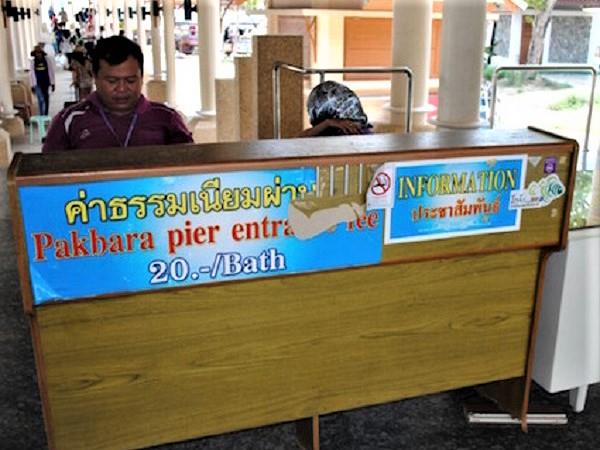 ค่าธรรมเนียมผ่าน
Pakbara pier entra fee
20.-/Bath
INFORMATION
ประชาสัมพันธ์